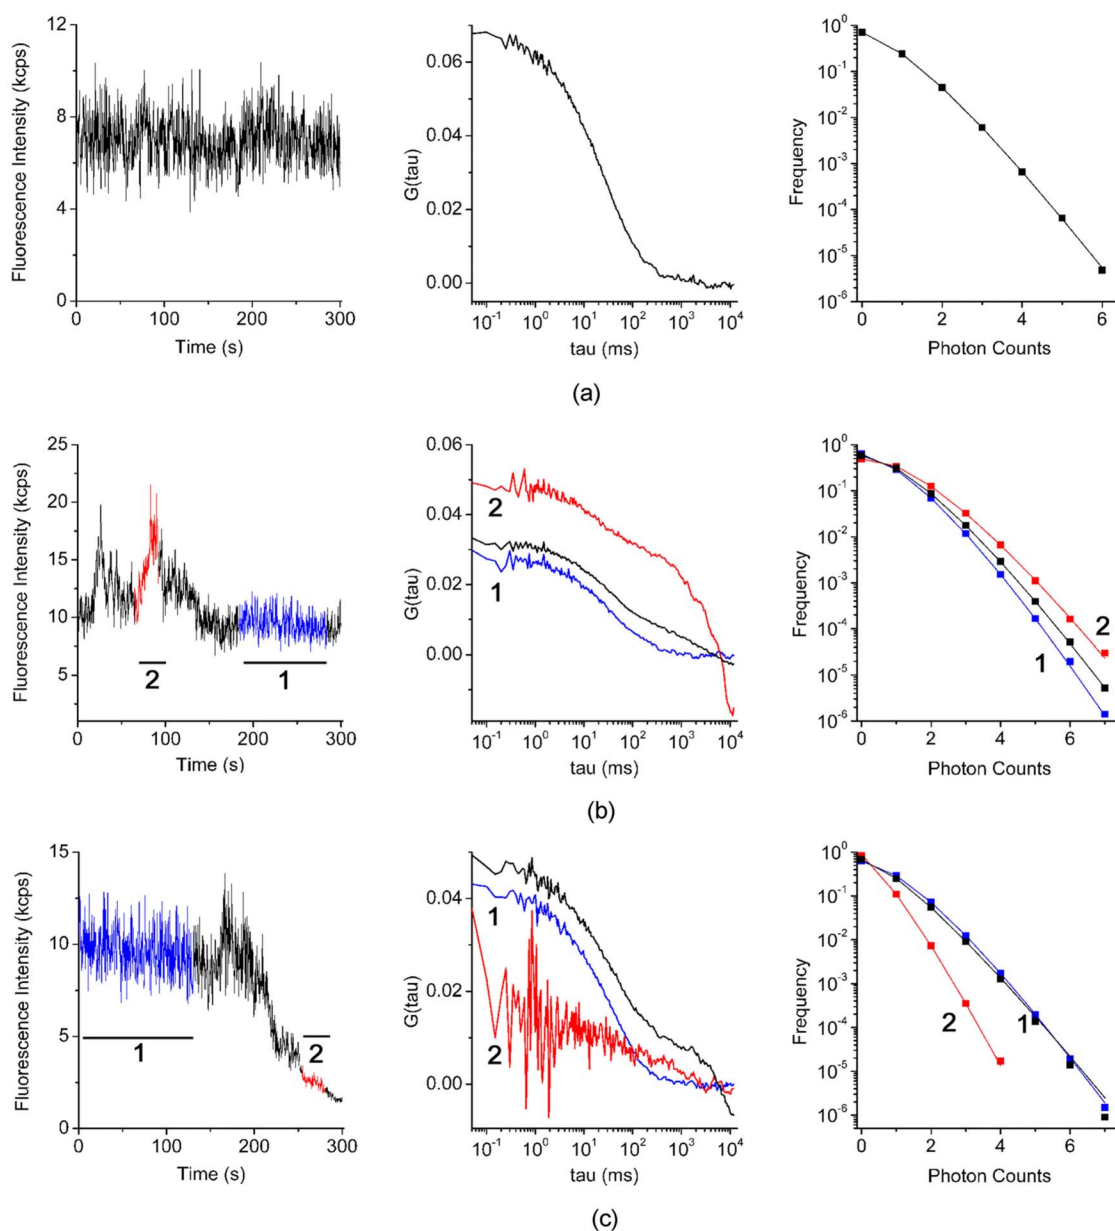 12
8
4
0
Fluorescence Intensity (kcps)
0 100 200 300
Time (s)
0.06
0.04
0.02
0.00
G(tau)
10-1 100 101 102 103 104
tau (ms)
100
10-1
10-2
10-3
10-4
10-5
10-6
Frequency
0 2 4 6
Photon Counts
(a)
25
20
15
10
5
Fluorescence Intensity (kcps)
2
1
0 100 200 300
Time (s)
0.06
0.04
0.02
0.00
G(tau)
2
1
10-1 100 101 102 103 104
tau (ms)
100
10-1
10-2
10-3
10-4
10-5
10-6
Frequency
2
1
0 2 4 6
Photon Counts
(b)
15
10
5
0
Fluorescence Intensity (kcps)
1
2
0 100 200 300
Time (s)
0.04
0.02
0.00
G(tau)
1
2
10-1 100 101 102 103 104
tau (ms)
100
10-1
10-2
10-3
10-4
10-5
10-6
Frequency
1
2
0 2 4 6
Photon Counts
(c)